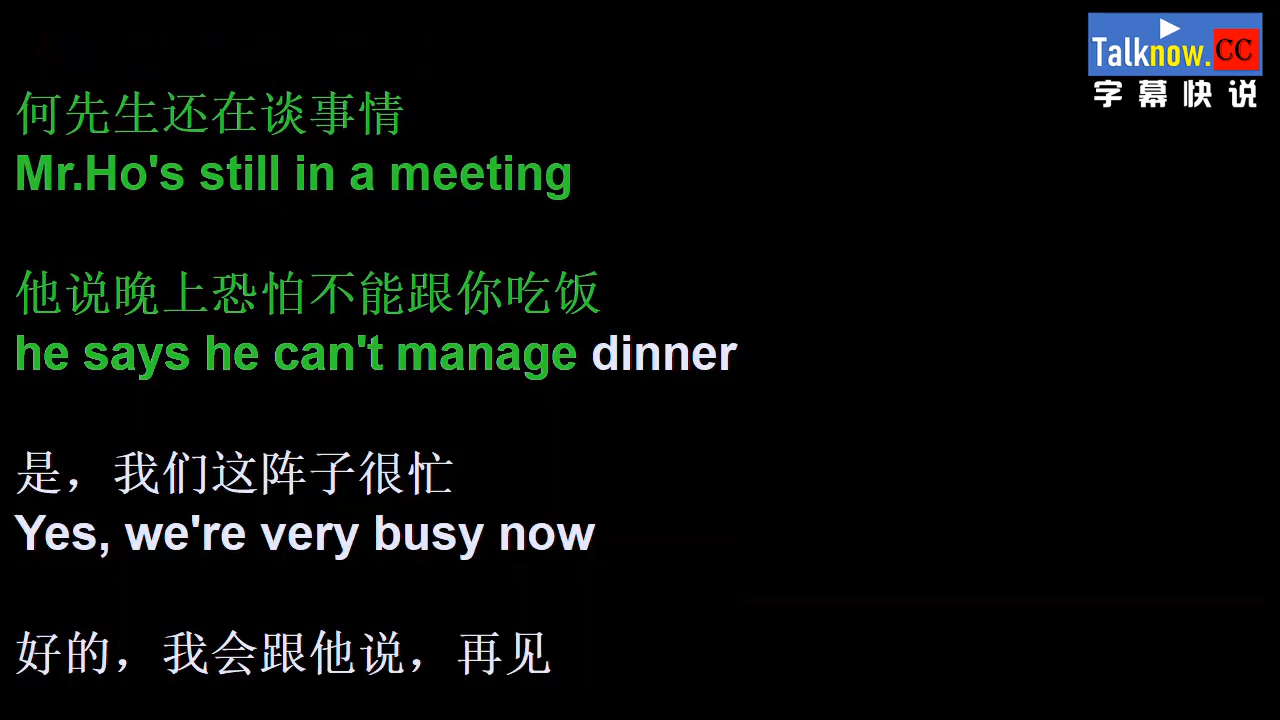 Talknow.CC
字幕快说
何先生还在谈事情
Mr.Ho's still in a meeting
他说晚上恐怕不能跟你吃饭
he says he can't manage dinner
是，我们这阵子很忙
Yes, we're very busy now
好的，我会跟他说，再见